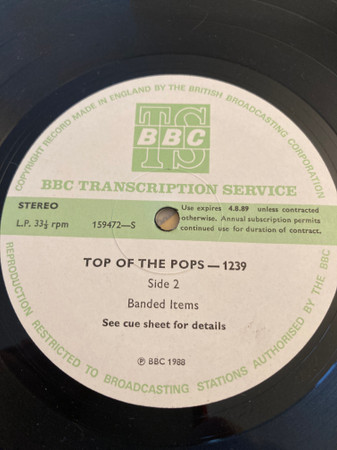 COPYRIGHT RECORD MADE IN ENGLAND BY THE BRITISH BROADCASTING CORPORATION
TS
BBC
BBC TRANSCRIPTION SERVICE
STEREO
L.P. 33⅓ rpm 159472—S
Use expires 4.8.89 unless contracted
otherwise. Annual subscription permits
continued use for duration of contract.
TOP OF THE POPS — 1239
Side 2
Banded Items
See cue sheet for details
℗ BBC 1988
REPRODUCTION RESTRICTED TO BROADCASTING STATIONS AUTHORISED BY THE BBC